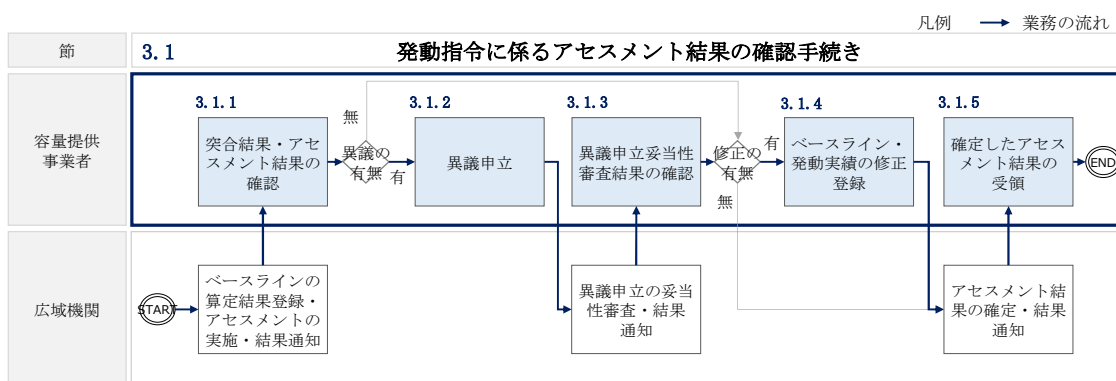 凡例 業務の流れ
節
3.1 発動指令に係るアセスメント結果の確認手続き
容量提供
事業者
3.1.1
突合結果・アセ
スメント結果の
確認
無
異議の
有無
有
3.1.2
異議申立
3.1.3
異議申立妥当性
審査結果の確認
修正の
有無
有
無
3.1.4
ベースライン・
発動実績の修正
登録
3.1.5
確定したアセス
メント結果の
受領
END
広域機関
START
ベースラインの
算定結果登録・
アセスメントの
実施・結果通知
異議申立の妥当
性審査・結果
通知
アセスメント結
果の確定・結果
通知